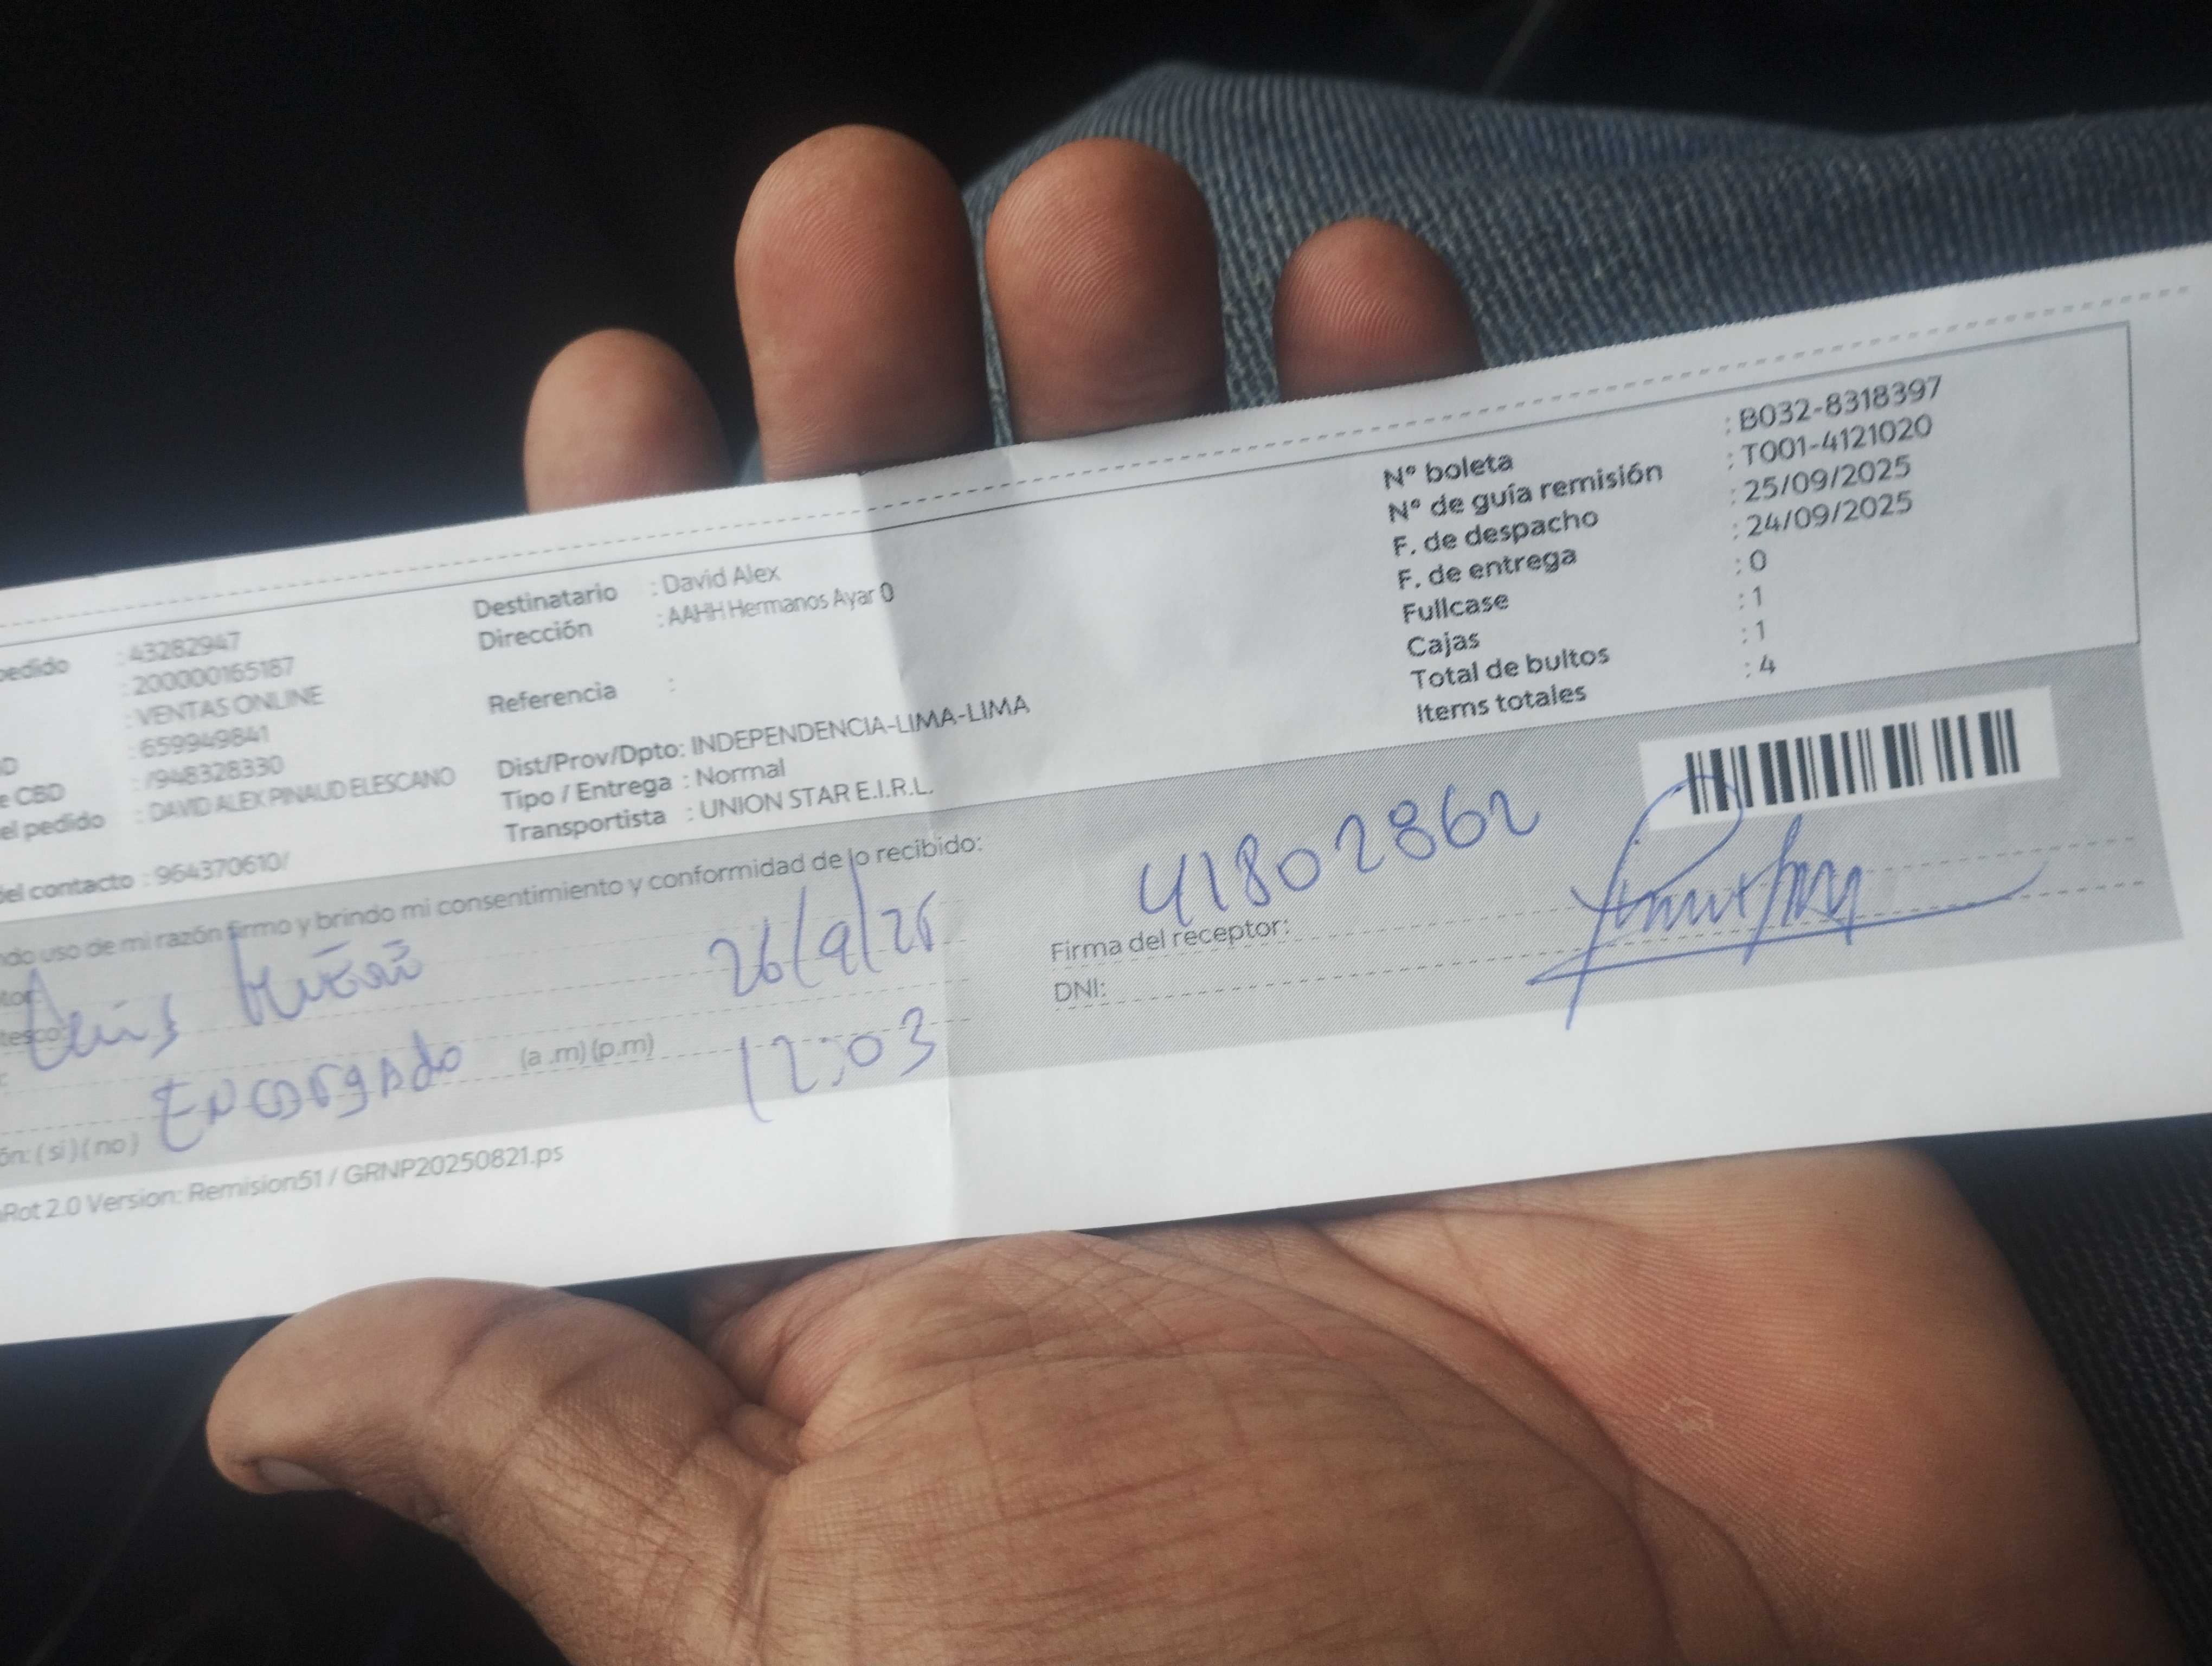 pedido : 43282947
: 200000165187
: VENTAS ONLINE
: 659949841
e CBD : /948328330
el pedido : DAVID ALEX PINAUD ELESCANO
del contacto : 964370610/
Destinatario : David Alex
Dirección : AAHH Hermanos Ayar 0
Referencia :
Dist/Prov/Dpto: INDEPENDENCIA-LIMA-LIMA
Tipo / Entrega : Normal
Transportista : UNION STAR E.I.R.L.
N° boleta : B032-8318397
N° de guía remisión : T001-4121020
F. de despacho : 25/09/2025
F. de entrega : 24/09/2025
Fullcase : 0
Cajas : 1
Total de bultos : 1
Items totales : 4
ndo uso de mi razón firmo y brindo mi consentimiento y conformidad de lo recibido:
Luis
26/9/25
Encargado
(a .m) (p.m) 12:03
ón: ( si ) ( no )
41802862
Firma del receptor:
DNI:
Rot 2.0 Version: Remision51 / GRNP20250821.ps